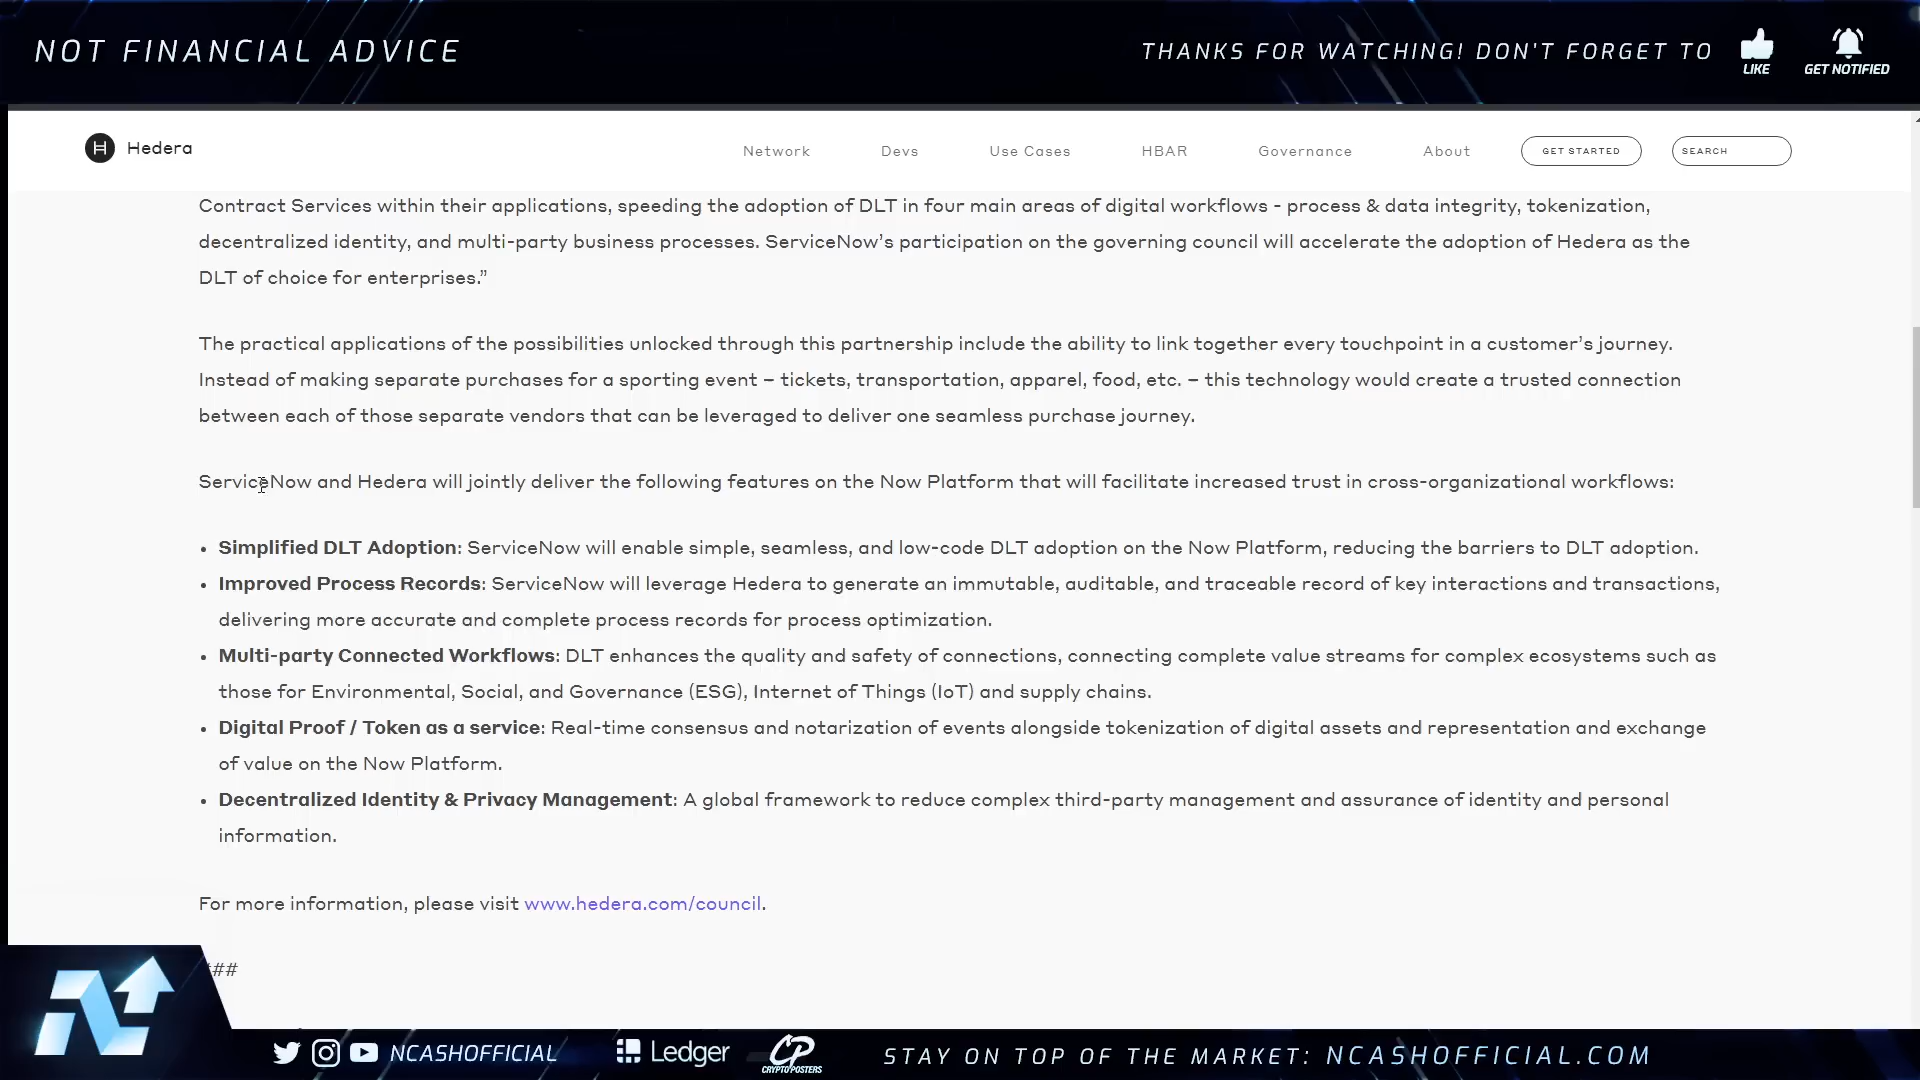 NOT FINANCIAL ADVICE
THANKS FOR WATCHING! DON'T FORGET TO
LIKE
GET NOTIFIED
Hedera
Network Devs Use Cases HBAR Governance About GET STARTED SEARCH
Contract Services within their applications, speeding the adoption of DLT in four main areas of digital workflows - process & data integrity, tokenization,
decentralized identity, and multi-party business processes. ServiceNow’s participation on the governing council will accelerate the adoption of Hedera as the
DLT of choice for enterprises.”
The practical applications of the possibilities unlocked through this partnership include the ability to link together every touchpoint in a customer’s journey.
Instead of making separate purchases for a sporting event – tickets, transportation, apparel, food, etc. – this technology would create a trusted connection
between each of those separate vendors that can be leveraged to deliver one seamless purchase journey.
ServiceNow and Hedera will jointly deliver the following features on the Now Platform that will facilitate increased trust in cross-organizational workflows:
• Simplified DLT Adoption: ServiceNow will enable simple, seamless, and low-code DLT adoption on the Now Platform, reducing the barriers to DLT adoption.
• Improved Process Records: ServiceNow will leverage Hedera to generate an immutable, auditable, and traceable record of key interactions and transactions,
delivering more accurate and complete process records for process optimization.
• Multi-party Connected Workflows: DLT enhances the quality and safety of connections, connecting complete value streams for complex ecosystems such as
those for Environmental, Social, and Governance (ESG), Internet of Things (IoT) and supply chains.
• Digital Proof / Token as a service: Real-time consensus and notarization of events alongside tokenization of digital assets and representation and exchange
of value on the Now Platform.
• Decentralized Identity & Privacy Management: A global framework to reduce complex third-party management and assurance of identity and personal
information.
For more information, please visit www.hedera.com/council.
##
NCASHOFFICIAL
Ledger
CP
CRYPTOPOSTERS
STAY ON TOP OF THE MARKET: NCASHOFFICIAL.COM